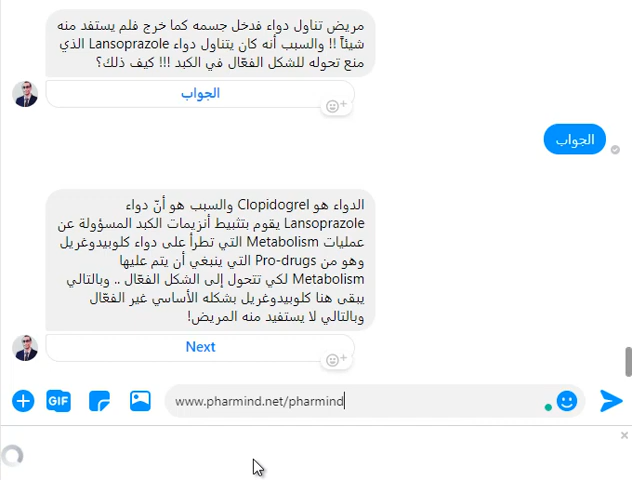 مريض تناول دواء فدخل جسمه كما خرج فلم يستفد منه
شيئاً !! والسبب أنه كان يتناول دواء Lansoprazole الذي
منع تحوله للشكل الفعّال في الكبد !!! كيف ذلك؟
الجواب
الجواب
الدواء هو Clopidogrel والسبب هو أنّ دواء
Lansoprazole يقوم بتثبيط أنزيمات الكبد المسؤولة عن
عمليات Metabolism التي تطرأ على دواء كلوبيدوغريل
وهو من Pro-drugs التي ينبغي أن يتم عليها
Metabolism لكي تتحول إلى الشكل الفعّال .. وبالتالي
يبقى هنا كلوبيدوغريل بشكله الأساسي غير الفعّال
وبالتالي لا يستفيد منه المريض!
Next
GIF
www.pharmind.net/pharmind